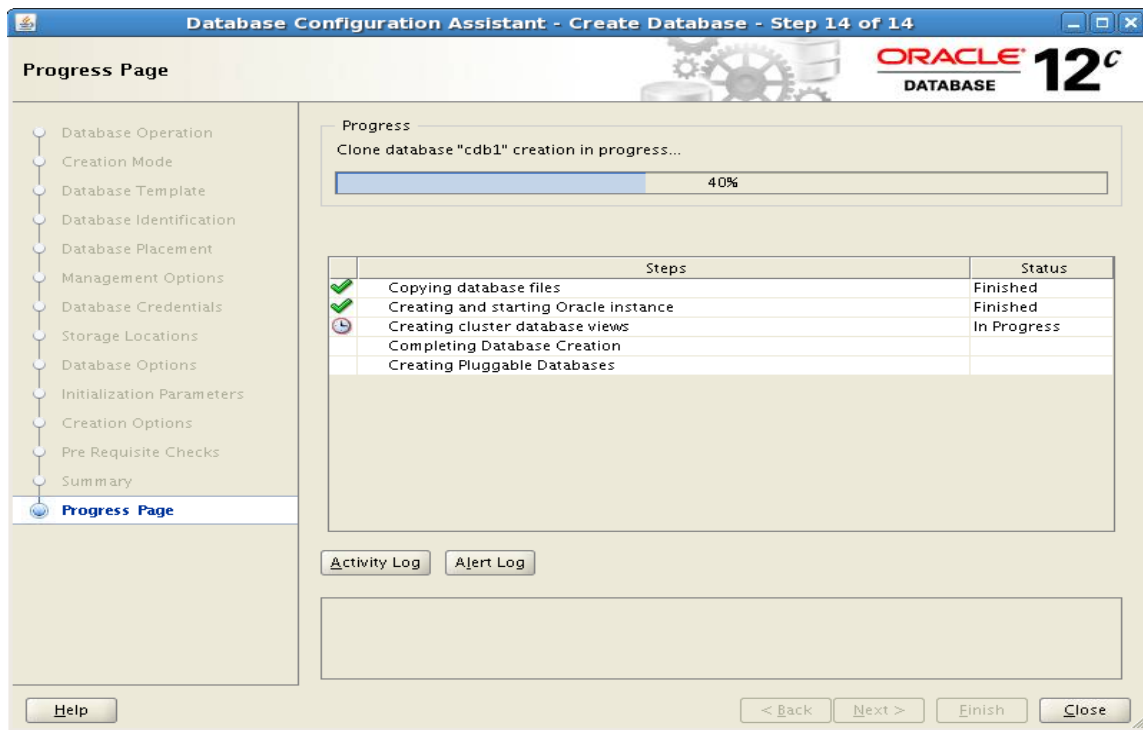 Database Configuration Assistant - Create Database - Step 14 of 14
Progress Page
ORACLE
DATABASE
12c
Database Operation
Creation Mode
Database Template
Database Identification
Database Placement
Management Options
Database Credentials
Storage Locations
Database Options
Initialization Parameters
Creation Options
Pre Requisite Checks
Summary
Progress Page
Progress
Clone database "cdb1" creation in progress...
40%
Steps Status
Copying database files Finished
Creating and starting Oracle instance Finished
Creating cluster database views In Progress
Completing Database Creation
Creating Pluggable Databases
Activity Log Alert Log
Help < Back Next > Finish Close